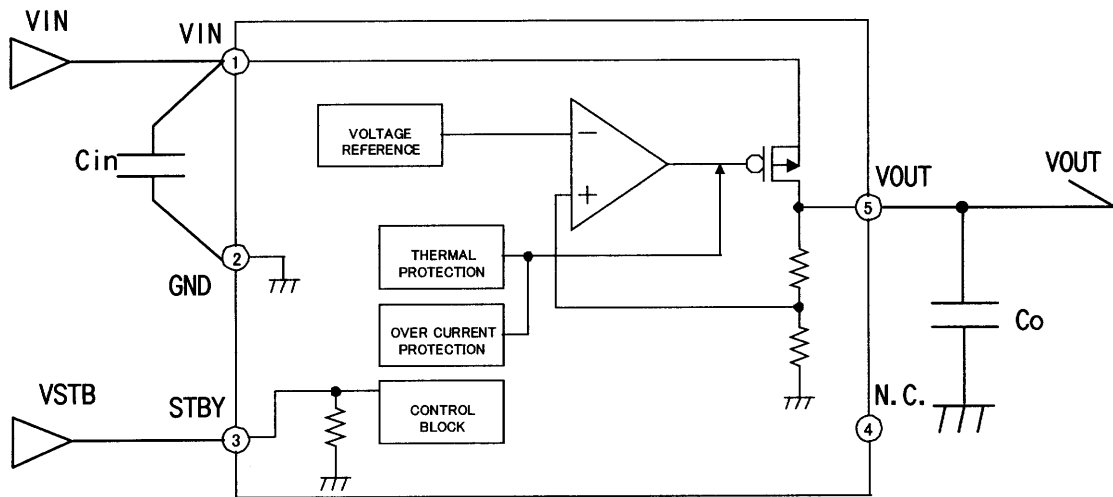 VIN
VIN
1
VOLTAGE
REFERENCE
−
+
Cin
VOUT
VOUT
5
2
GND
THERMAL
PROTECTION
OVER CURRENT
PROTECTION
Co
VSTB
STBY
3
CONTROL
BLOCK
N.C.
4